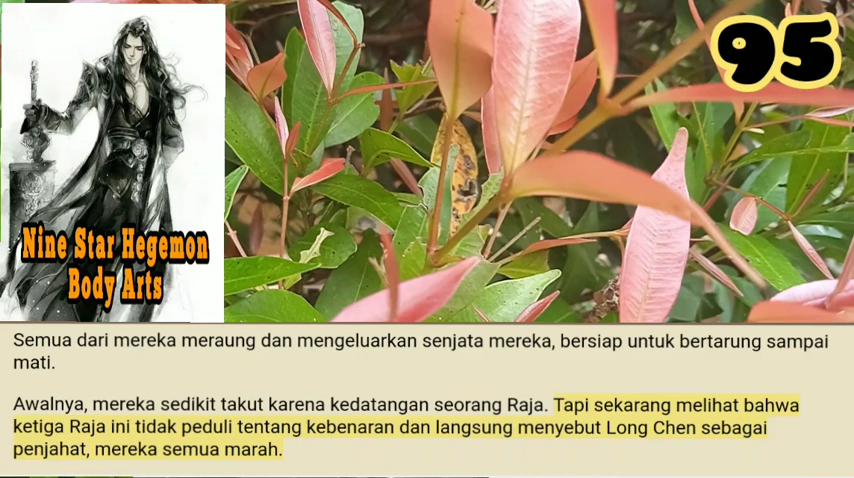 95
Nine Star Hegemon
Body Arts
Semua dari mereka meraung dan mengeluarkan senjata mereka, bersiap untuk bertarung sampai
mati.
Awalnya, mereka sedikit takut karena kedatangan seorang Raja. Tapi sekarang melihat bahwa
ketiga Raja ini tidak peduli tentang kebenaran dan langsung menyebut Long Chen sebagai
penjahat, mereka semua marah.